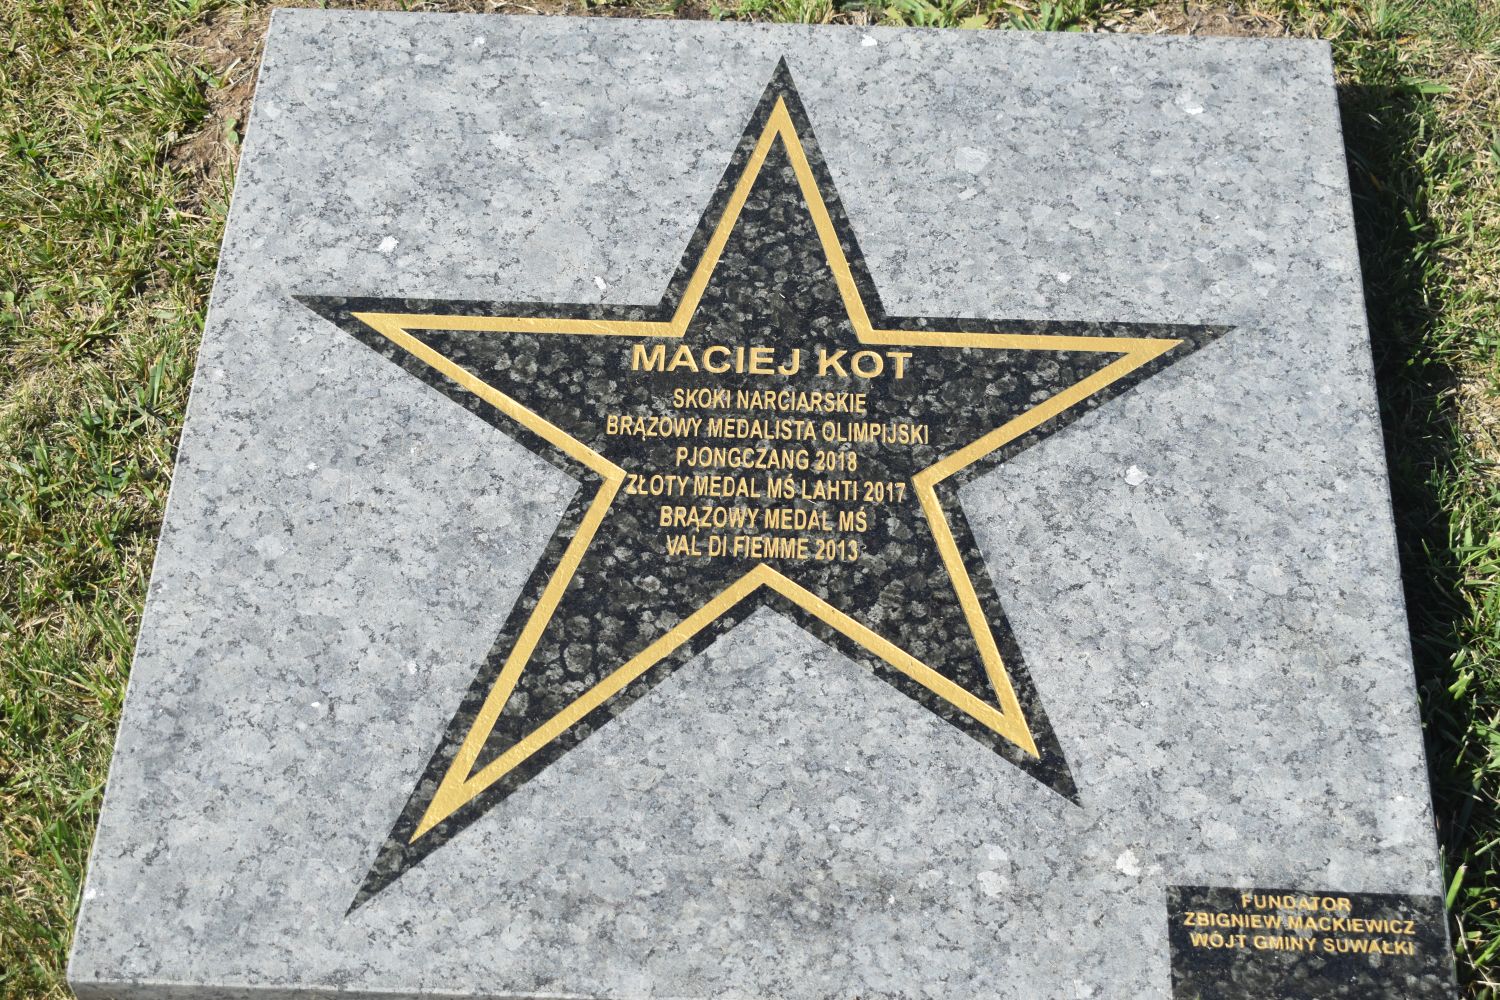 MACIEJ KOT
SKOKI NARCIARSKIE
BRĄZOWY MEDALISTA OLIMPIJSKI
PJONGCZANG 2018
ZŁOTY MEDAL MŚ LAHTI 2017
BRĄZOWY MEDAL MŚ
VAL DI FIEMME 2013
FUNDATOR
ZBIGNIEW MACKIEWICZ
WÓJT GMINY SUWAŁKI